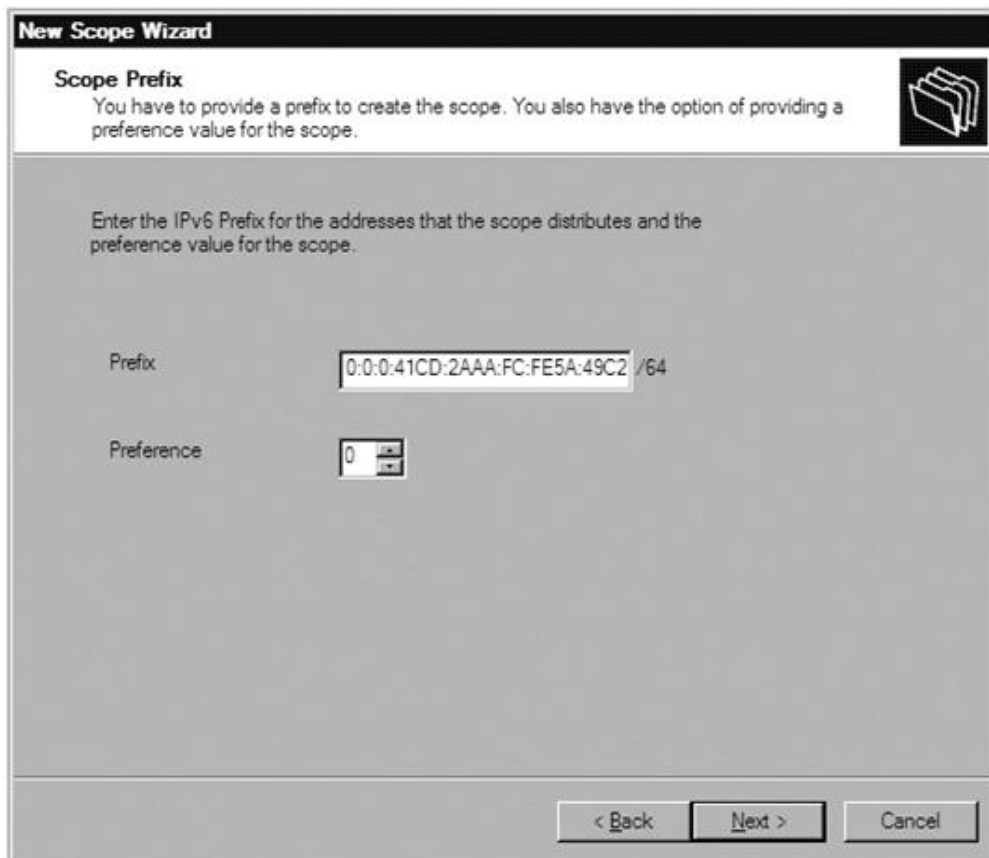 New Scope Wizard
Scope Prefix
You have to provide a prefix to create the scope. You also have the option of providing a
preference value for the scope.
Enter the IPv6 Prefix for the addresses that the scope distributes and the
preference value for the scope.
Prefix 0:0:0:41CD:2AAA:FC:FE5A:49C2 /64
Preference 0
< Back Next > Cancel